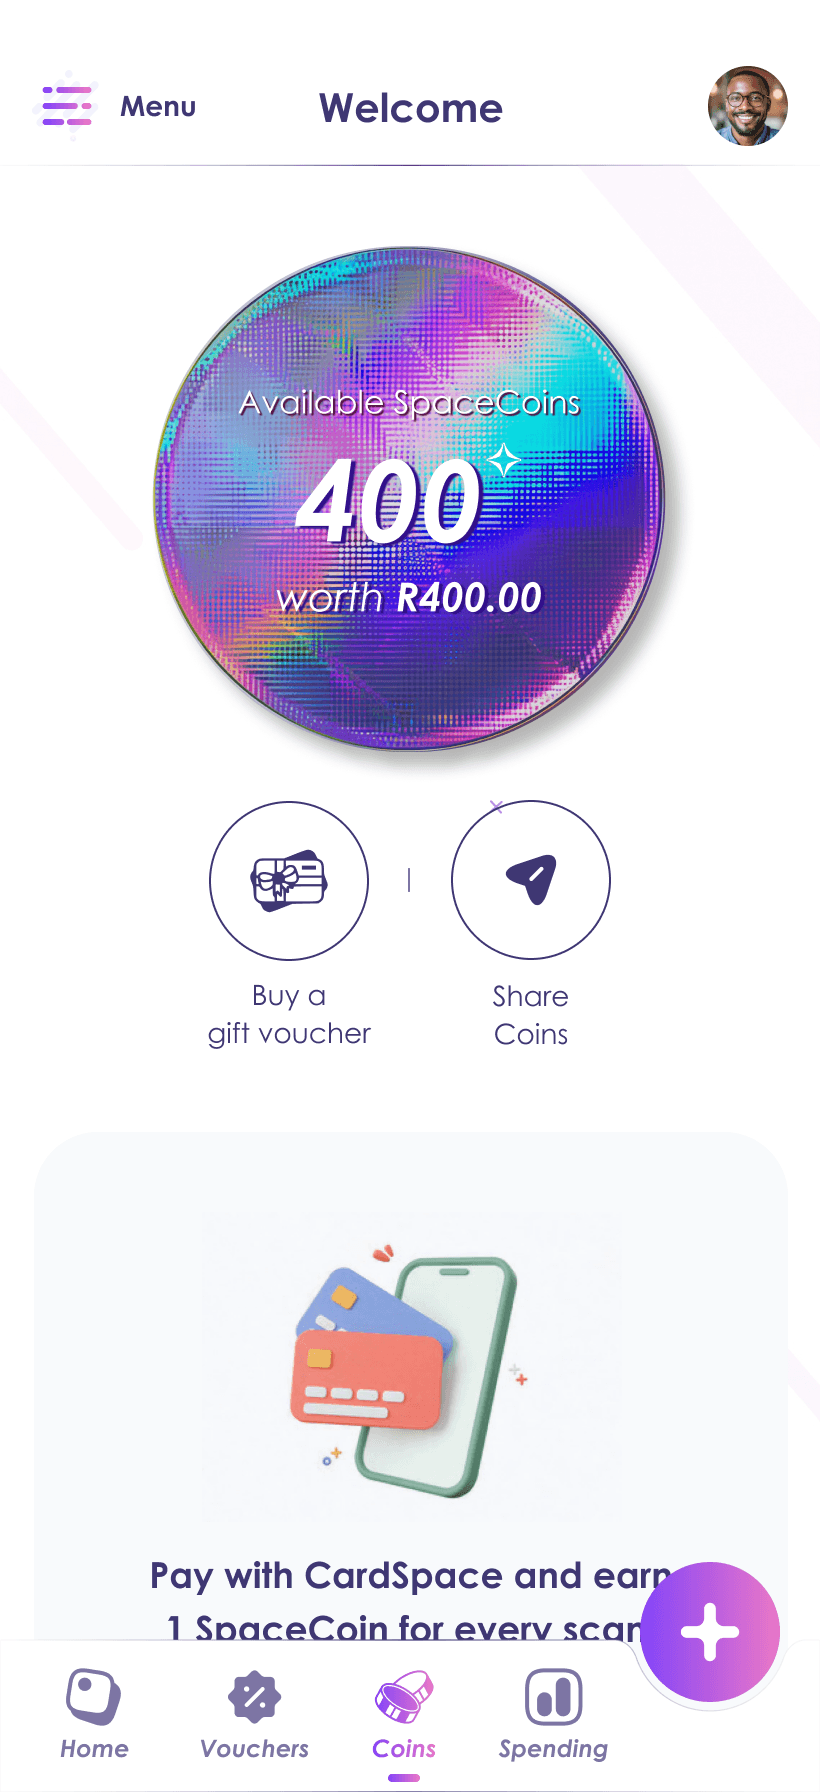 Menu
Welcome
Available SpaceCoins
400
worth R400.00
Buy a
gift voucher
Share
Coins
Pay with CardSpace and earn
1 SpaceCoin for every scan
Home
Vouchers
Coins
Spending